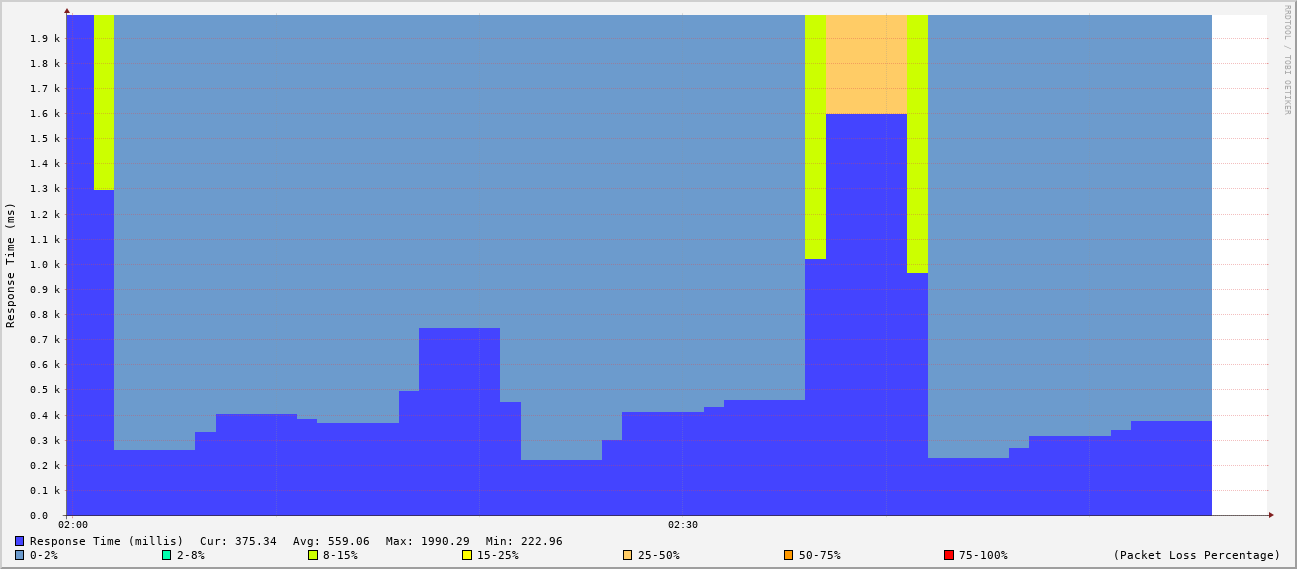 RRDTOOL / TOBI OETIKER
Response Time (ms)
1.9 k
1.8 k
1.7 k
1.6 k
1.5 k
1.4 k
1.3 k
1.2 k
1.1 k
1.0 k
0.9 k
0.8 k
0.7 k
0.6 k
0.5 k
0.4 k
0.3 k
0.2 k
0.1 k
0.0
02:00 02:30
Response Time (millis) Cur: 375.34 Avg: 559.06 Max: 1990.29 Min: 222.96
0-2% 2-8% 8-15% 15-25% 25-50% 50-75% 75-100% (Packet Loss Percentage)